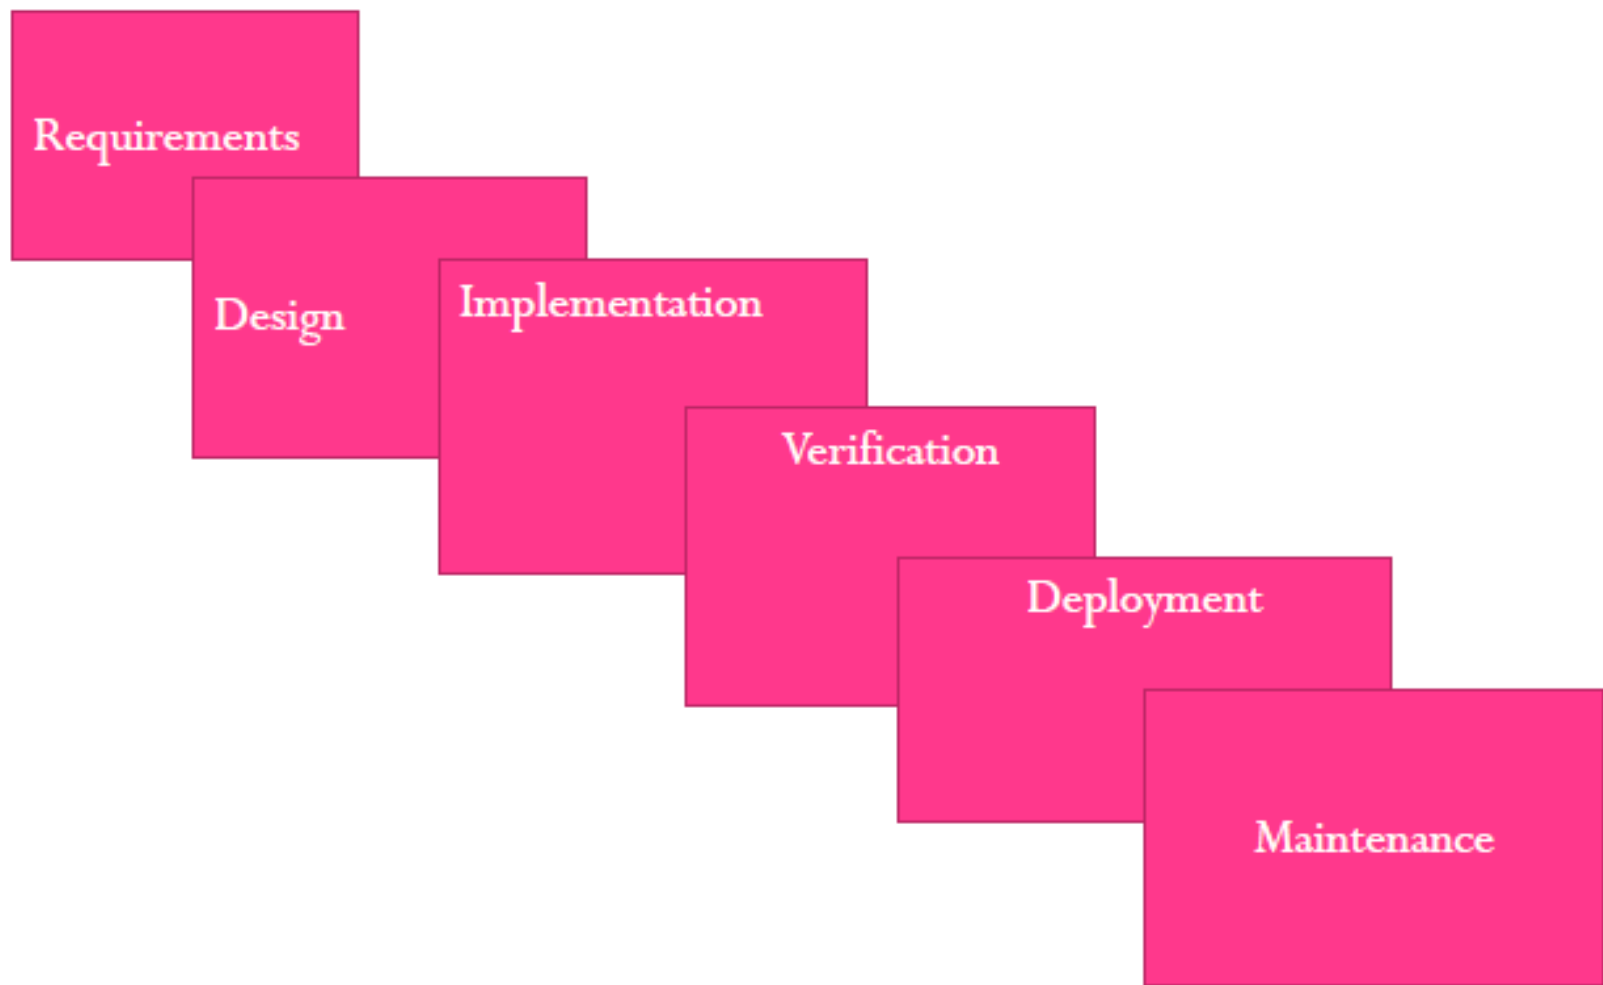 Requirements
Design
Implementation
Verification
Deployment
Maintenance